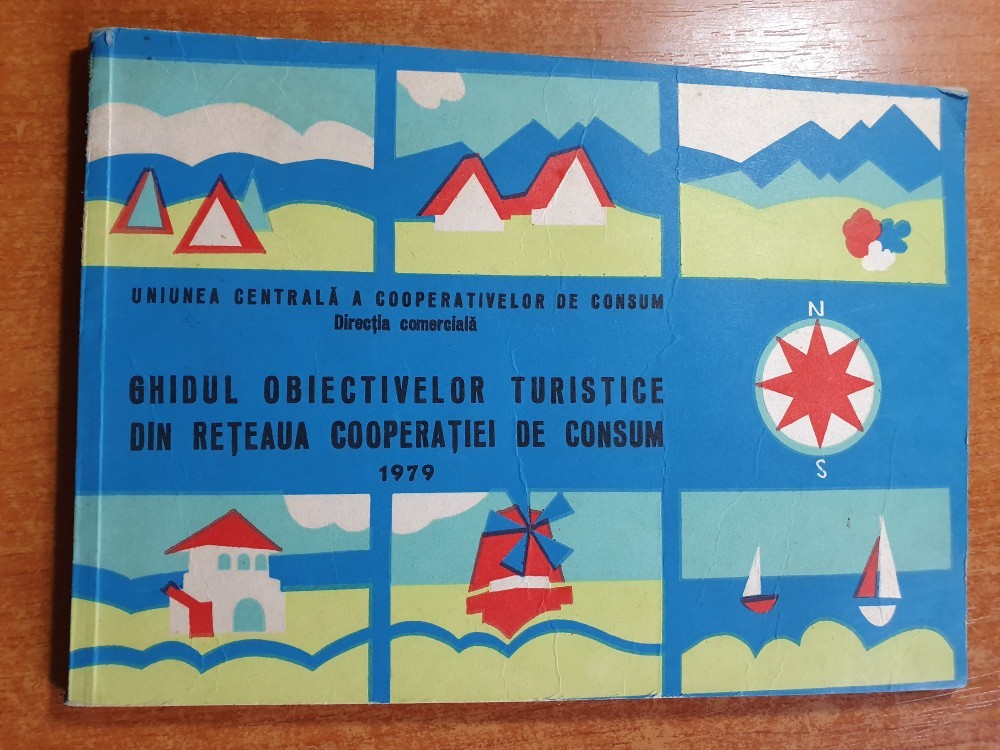 UNIUNEA CENTRALĂ A COOPERATIVELOR DE CONSUM
Direcția comercială
GHIDUL OBIECTIVELOR TURISTICE
DIN REȚEAUA COOPERAȚIEI DE CONSUM
1979
N
S